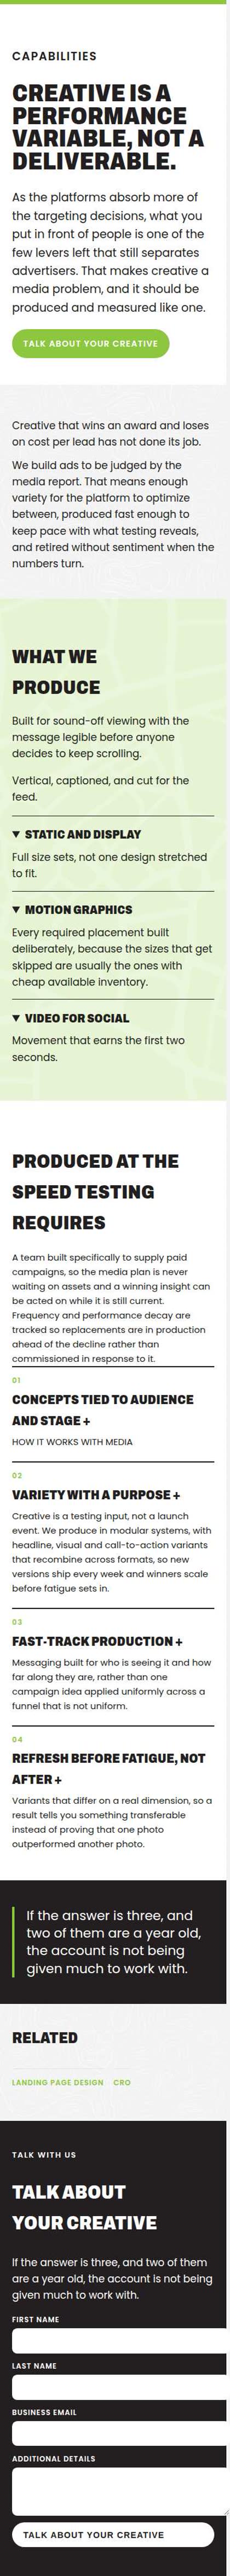 CAPABILITIES
CREATIVE IS A
PERFORMANCE
VARIABLE, NOT A
DELIVERABLE.
As the platforms absorb more of
the targeting decisions, what you
put in front of people is one of the
few levers left that still separates
advertisers. That makes creative a
media problem, and it should be
produced and measured like one.
TALK ABOUT YOUR CREATIVE
Creative that wins an award and loses
on cost per lead has not done its job.
We build ads to be judged by the
media report. That means enough
variety for the platform to optimize
between, produced fast enough to
keep pace with what testing reveals,
and retired without sentiment when the
numbers turn.
WHAT WE
PRODUCE
Built for sound-off viewing with the
message legible before anyone
decides to keep scrolling.
Vertical, captioned, and cut for the
feed.
▼ STATIC AND DISPLAY
Full size sets, not one design stretched
to fit.
▼ MOTION GRAPHICS
Every required placement built
deliberately, because the sizes that get
skipped are usually the ones with
cheap available inventory.
▼ VIDEO FOR SOCIAL
Movement that earns the first two
seconds.
PRODUCED AT THE
SPEED TESTING
REQUIRES
A team built specifically to supply paid
campaigns, so the media plan is never
waiting on assets and a winning insight can
be acted on while it is still current.
Frequency and performance decay are
tracked so replacements are in production
ahead of the decline rather than
commissioned in response to it.
01
CONCEPTS TIED TO AUDIENCE
AND STAGE +
HOW IT WORKS WITH MEDIA
02
VARIETY WITH A PURPOSE +
Creative is a testing input, not a launch
event. We produce in modular systems, with
headline, visual and call-to-action variants
that recombine across formats, so new
versions ship every week and winners scale
before fatigue sets in.
03
FAST-TRACK PRODUCTION +
Messaging built for who is seeing it and how
far along they are, rather than one
campaign idea applied uniformly across a
funnel that is not uniform.
04
REFRESH BEFORE FATIGUE, NOT
AFTER +
Variants that differ on a real dimension, so a
result tells you something transferable
instead of proving that one photo
outperformed another photo.
If the answer is three, and
two of them are a year old,
the account is not being
given much to work with.
RELATED
LANDING PAGE DESIGN CRO
TALK WITH US
TALK ABOUT
YOUR CREATIVE
If the answer is three, and two of them
are a year old, the account is not being
given much to work with.
FIRST NAME
LAST NAME
BUSINESS EMAIL
ADDITIONAL DETAILS
TALK ABOUT YOUR CREATIVE